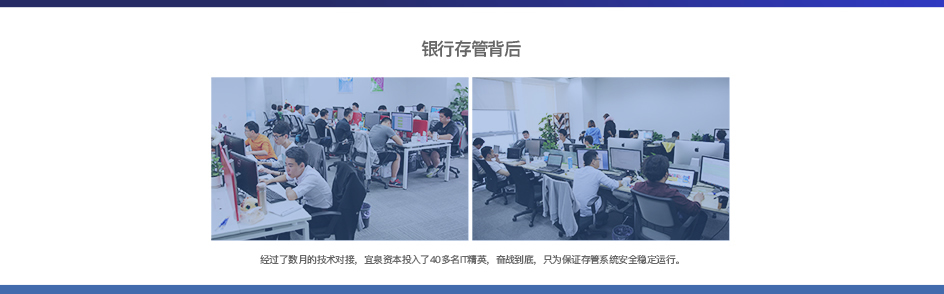 银行存管背后
经过了数月的技术对接，宜泉资本投入了40多名IT精英，奋战到底，只为保证存管系统安全稳定运行。